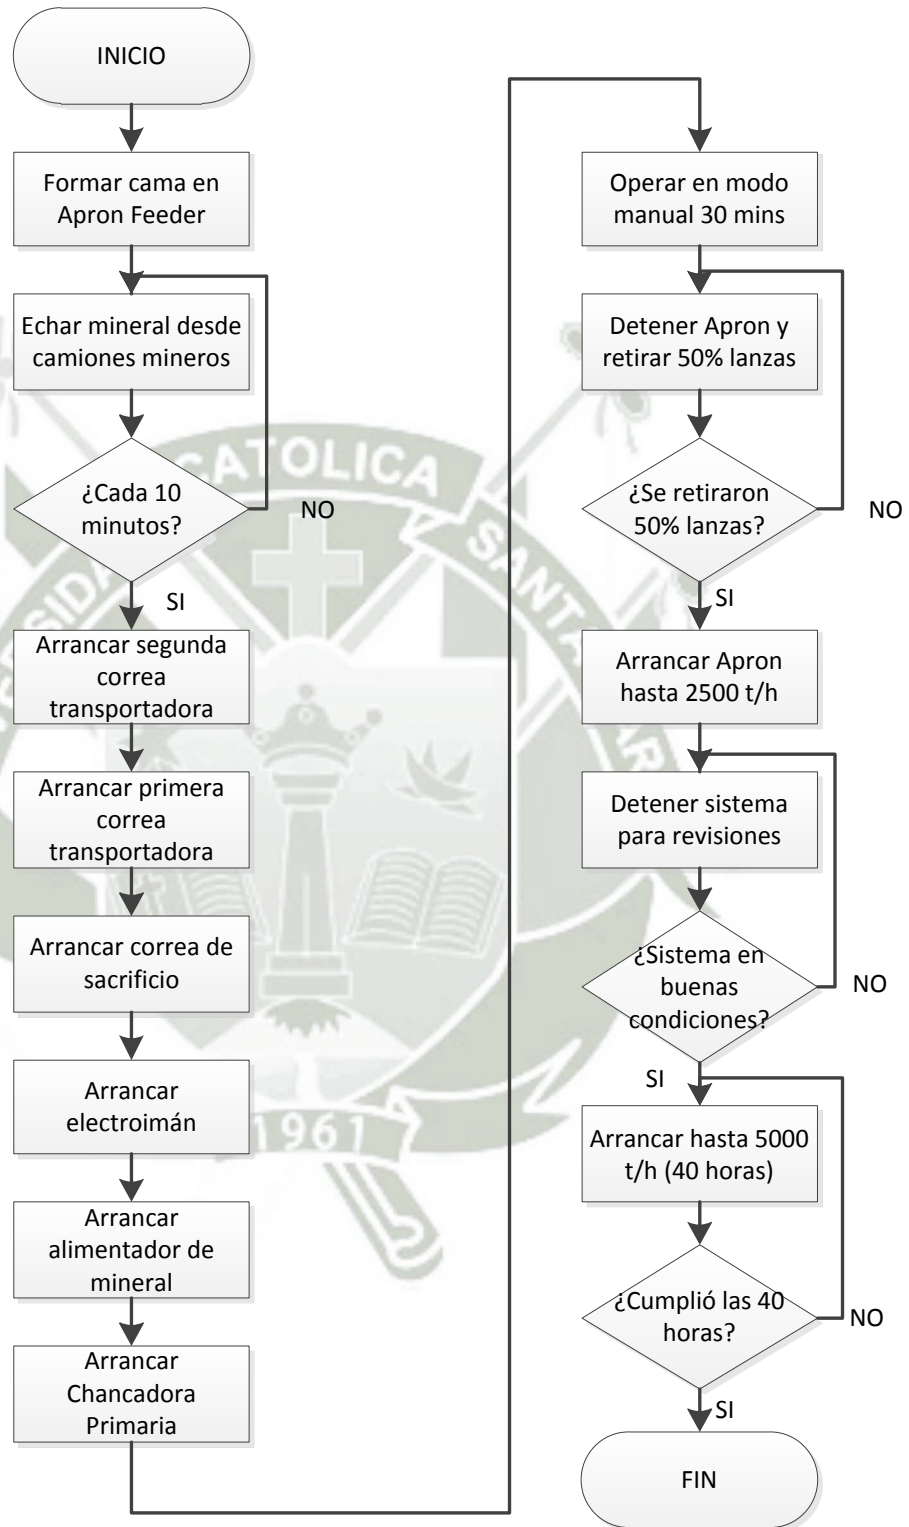 INICIO
Formar cama en
Apron Feeder
Echar mineral desde
camiones mineros
¿Cada 10
minutos?
NO
SI
Arrancar segunda
correa
transportadora
Arrancar primera
correa
transportadora
Arrancar correa de
sacrificio
Arrancar
electroimán
Arrancar
alimentador de
mineral
Arrancar
Chancadora
Primaria
Operar en modo
manual 30 mins
Detener Apron y
retirar 50% lanzas
¿Se retiraron
50% lanzas?
NO
SI
Arrancar Apron
hasta 2500 t/h
Detener sistema
para revisiones
¿Sistema en
buenas
condiciones?
NO
SI
Arrancar hasta 5000
t/h (40 horas)
¿Cumplió las 40
horas?
NO
SI
FIN
CATOLICA
SANTA
1961